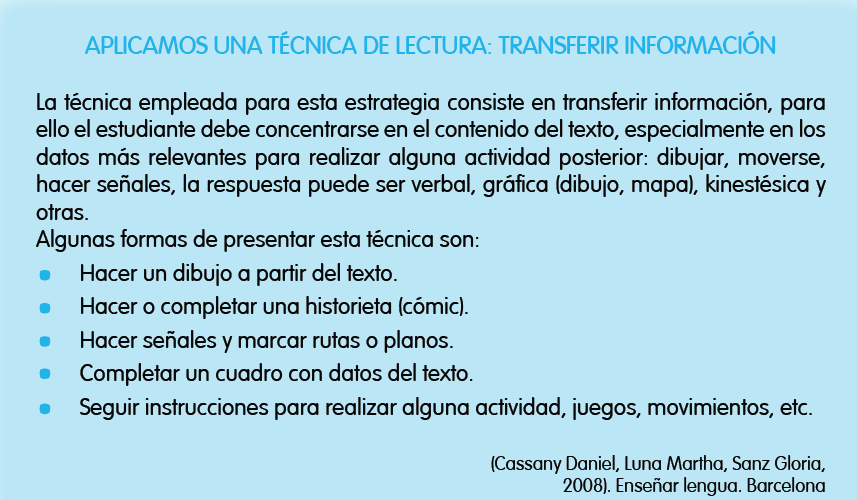 APLICAMOS UNA TÉCNICA DE LECTURA: TRANSFERIR INFORMACIÓN
La técnica empleada para esta estrategia consiste en transferir información, para
ello el estudiante debe concentrarse en el contenido del texto, especialmente en los
datos más relevantes para realizar alguna actividad posterior: dibujar, moverse,
hacer señales, la respuesta puede ser verbal, gráfica (dibujo, mapa), kinestésica y
otras.
Algunas formas de presentar esta técnica son:
• Hacer un dibujo a partir del texto.
• Hacer o completar una historieta (cómic).
• Hacer señales y marcar rutas o planos.
• Completar un cuadro con datos del texto.
• Seguir instrucciones para realizar alguna actividad, juegos, movimientos, etc.
(Cassany Daniel, Luna Martha, Sanz Gloria,
2008). Enseñar lengua. Barcelona